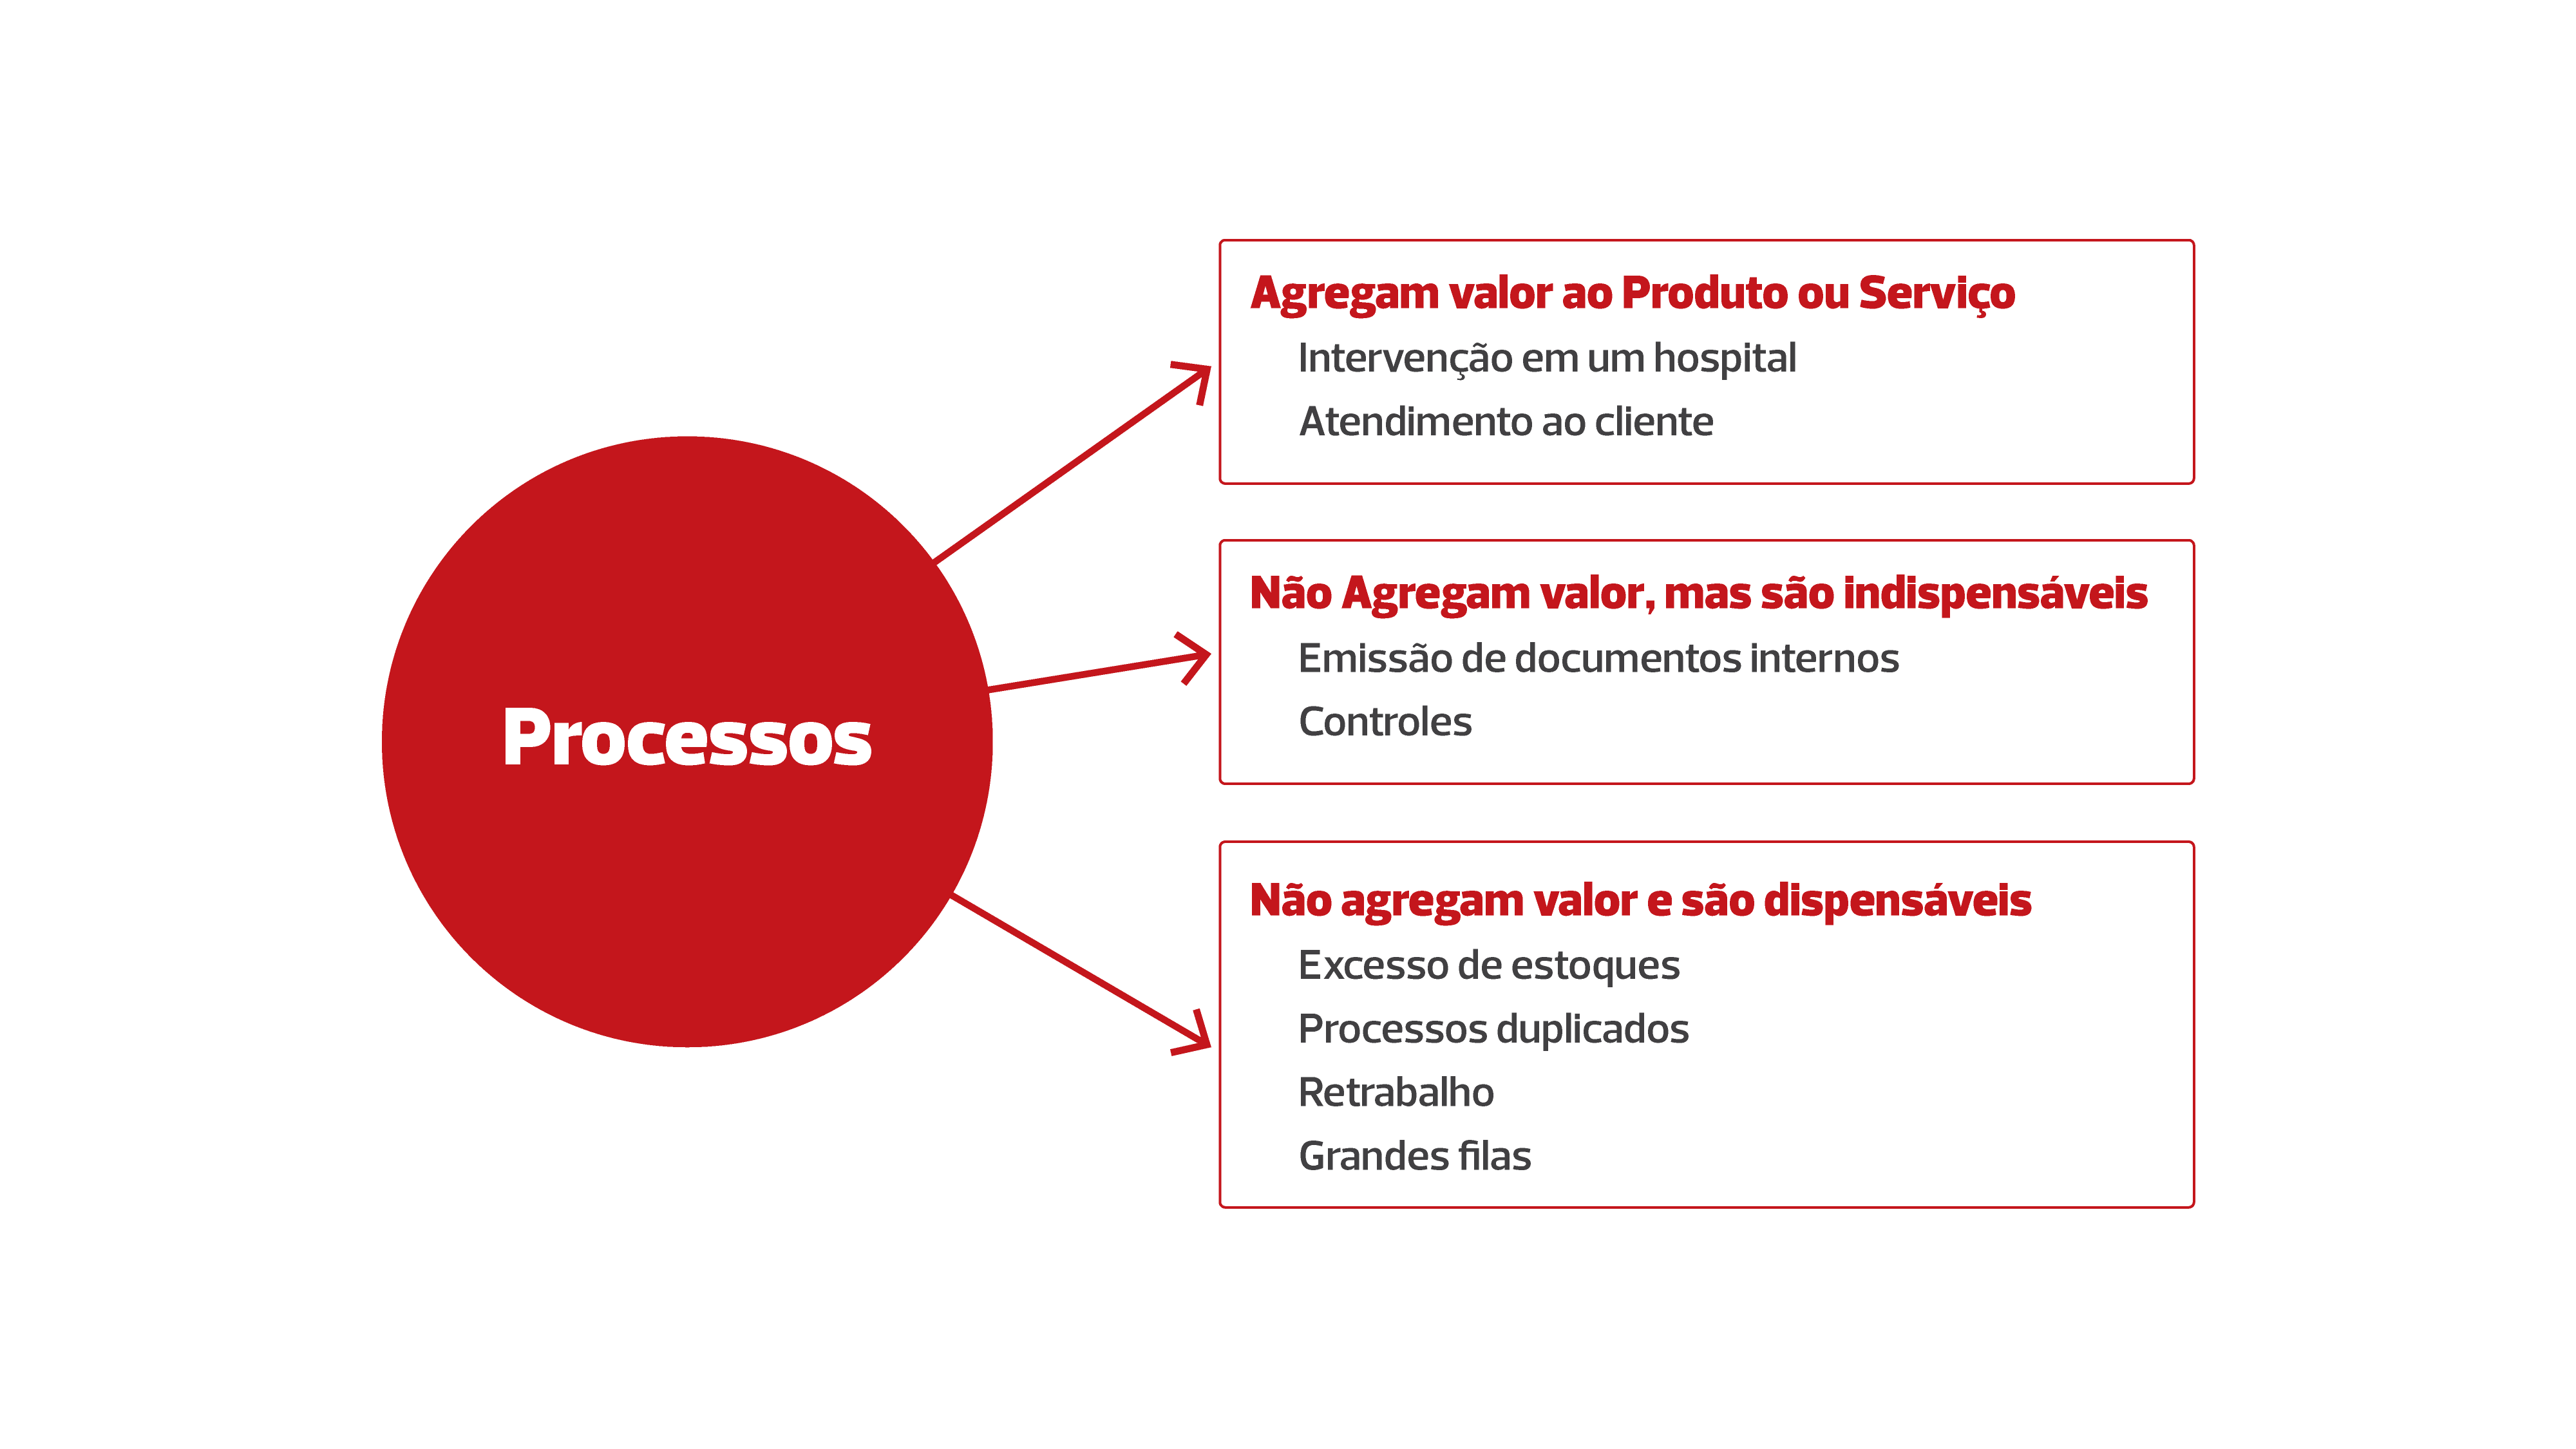 Processos
Agregam valor ao Produto ou Serviço
Intervenção em um hospital
Atendimento ao cliente
Não Agregam valor, mas são indispensáveis
Emissão de documentos internos
Controles
Não agregam valor e são dispensáveis
Excesso de estoques
Processos duplicados
Retrabalho
Grandes filas